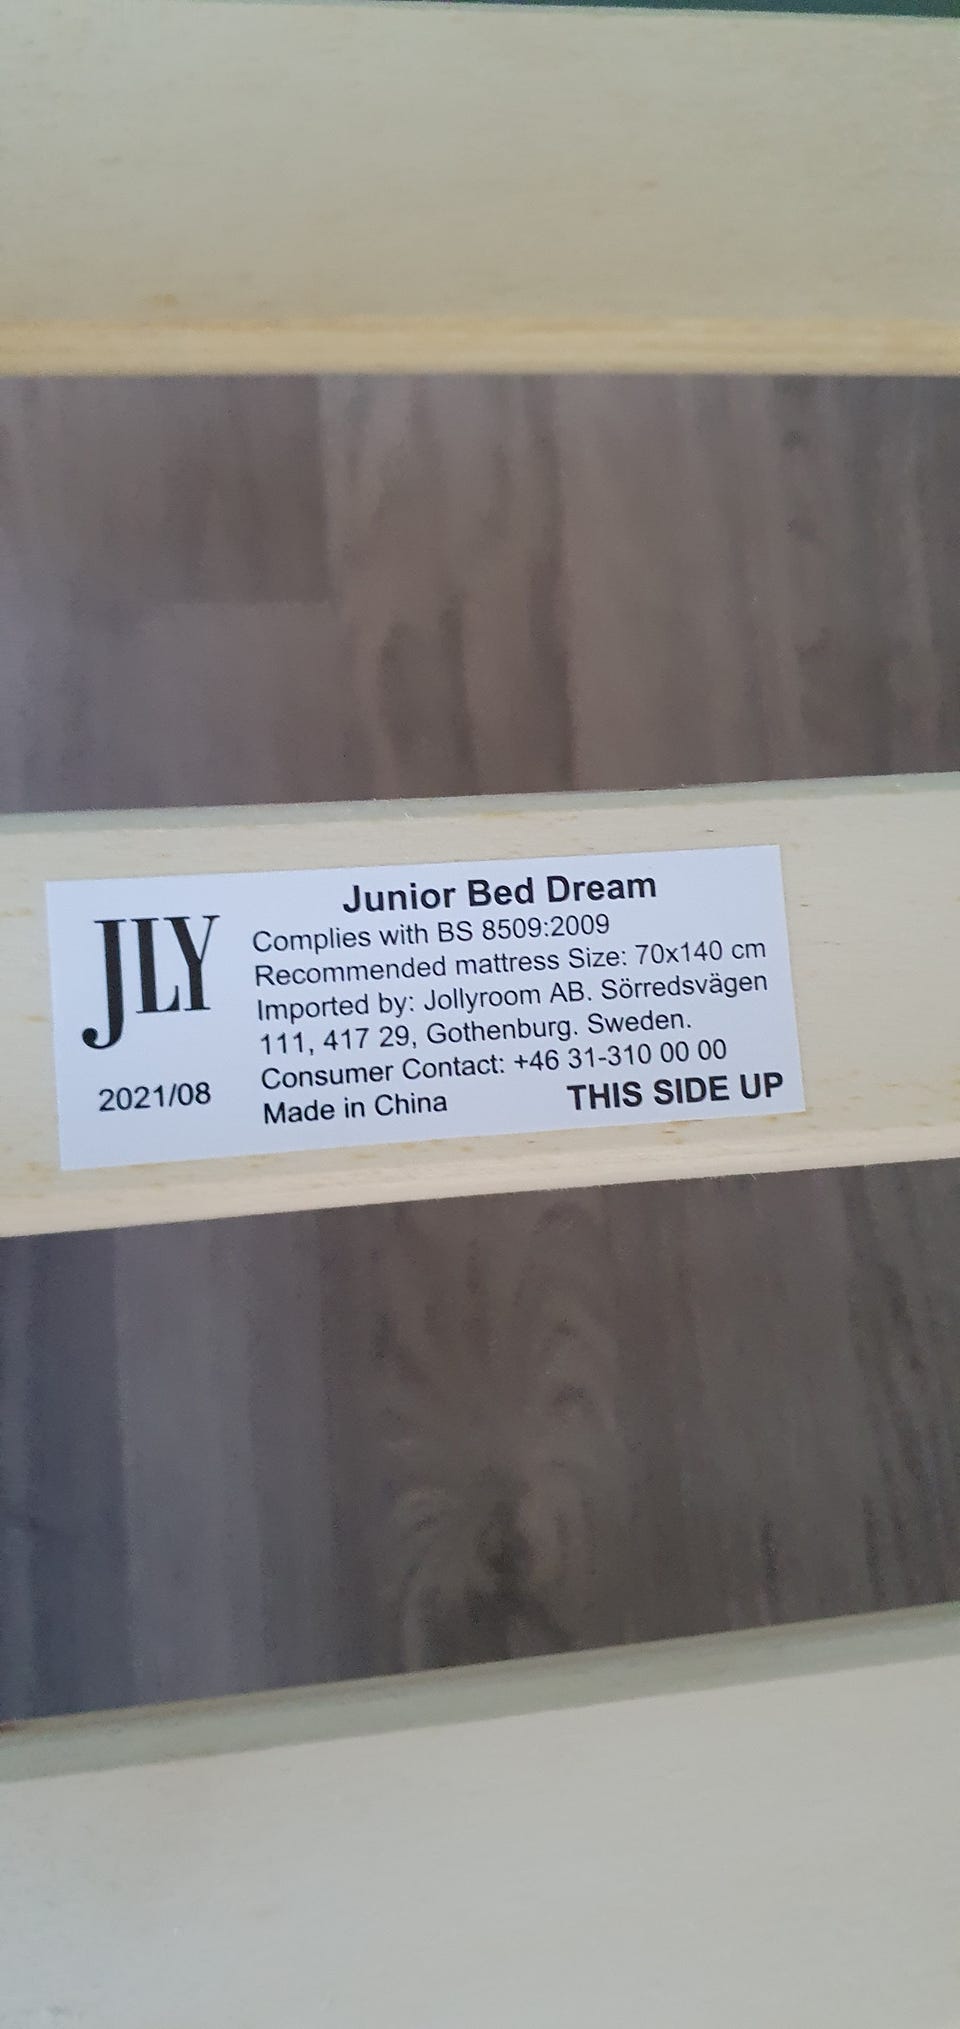 Junior Bed Dream
JLY
Complies with BS 8509:2009
Recommended mattress Size: 70x140 cm
Imported by: Jollyroom AB. Sörredsvägen
111, 417 29, Gothenburg. Sweden.
Consumer Contact: +46 31-310 00 00
2021/08
Made in China
THIS SIDE UP